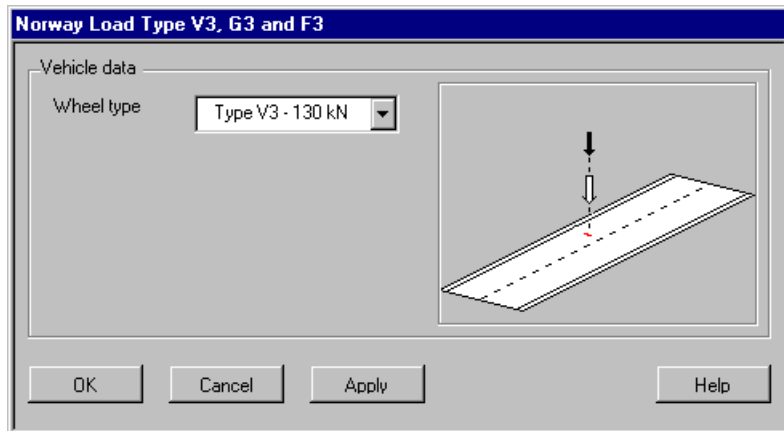 Norway Load Type V3, G3 and F3
Vehicle data
Wheel type Type V3 - 130 kN
OK Cancel Apply Help